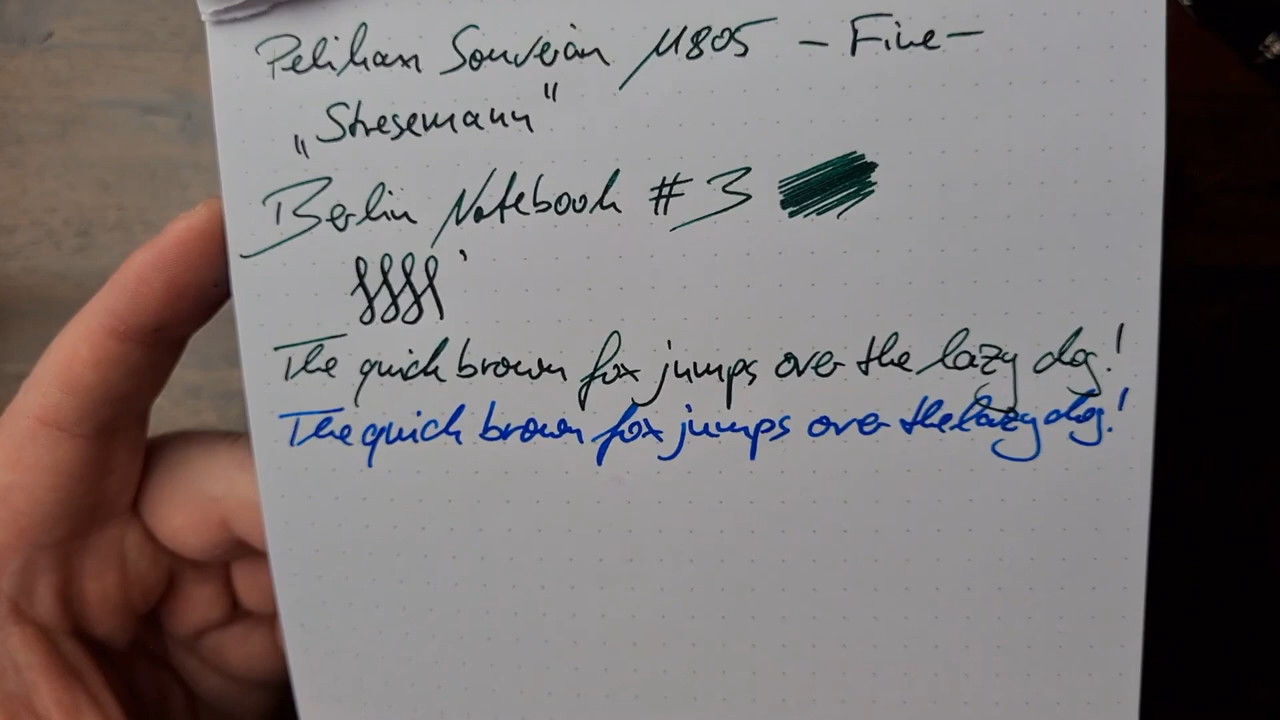 Pelikan Souverän M805 – Fine –
„Stresemann"
Berlin Notebook #3
The quick brown fox jumps over the lazy dog!
The quick brown fox jumps over the lazy dog!